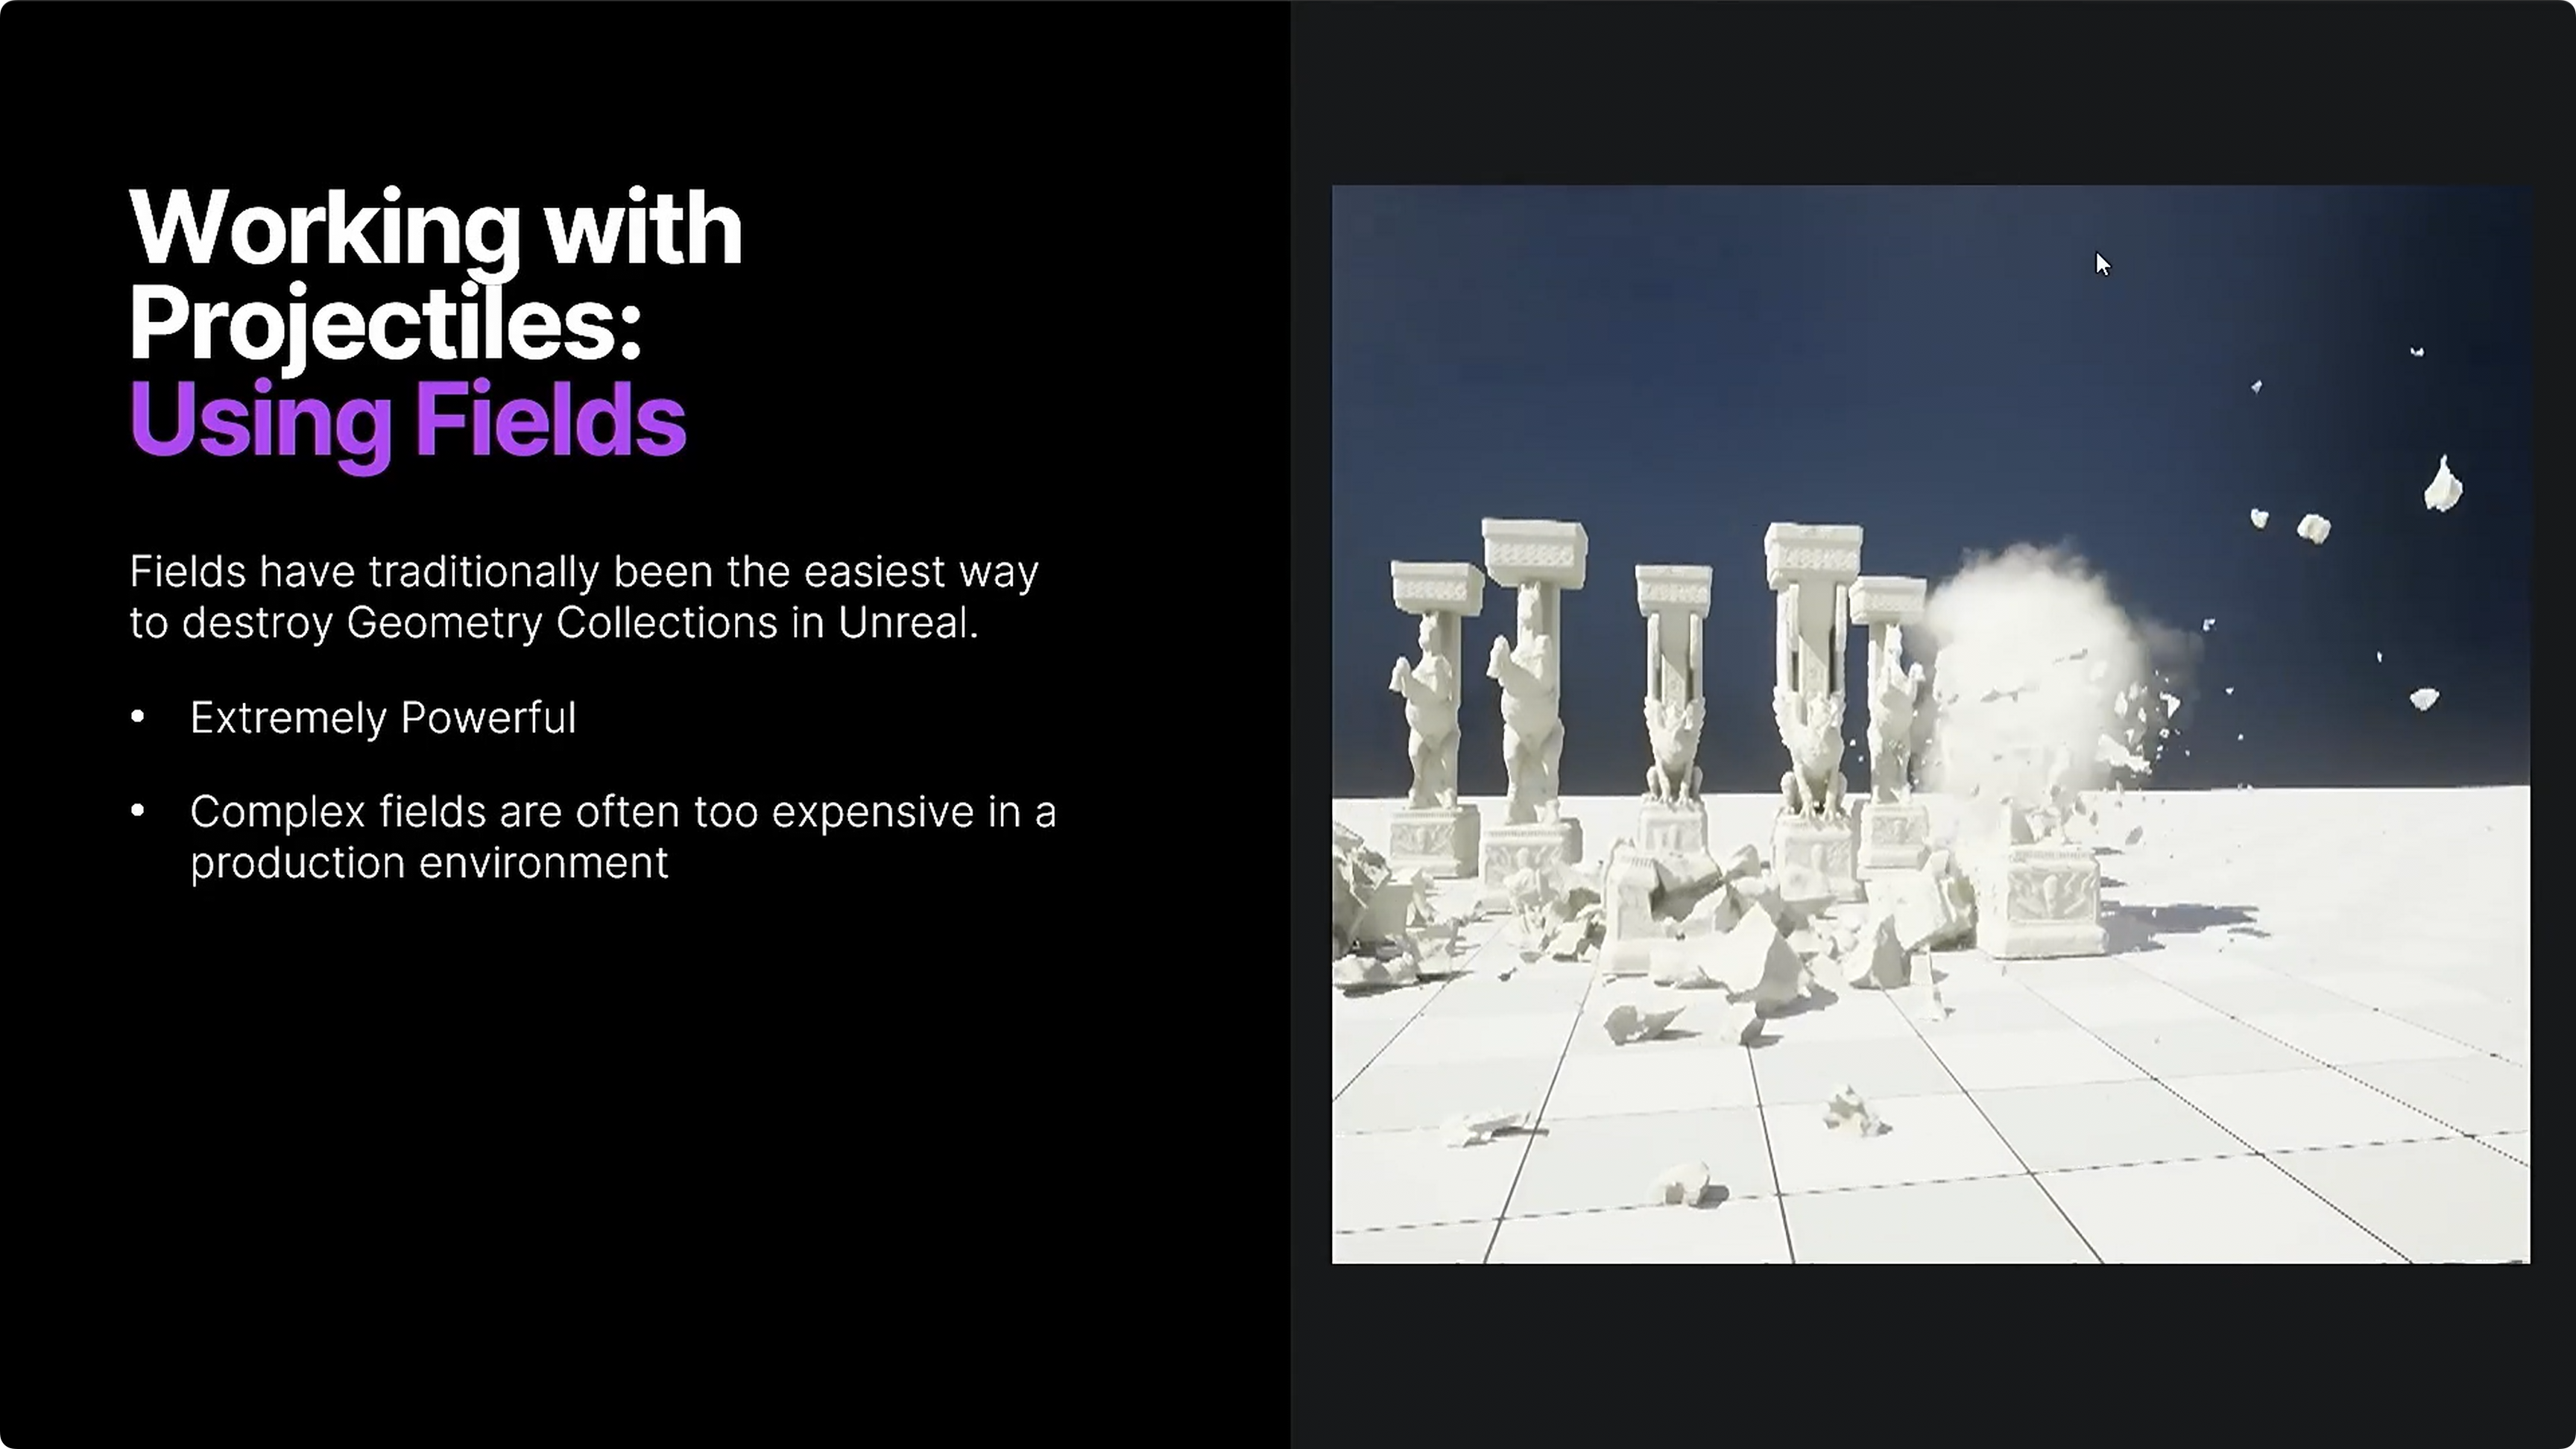 Working with
Projectiles:
Using Fields
Fields have traditionally been the easiest way
to destroy Geometry Collections in Unreal.
• Extremely Powerful
• Complex fields are often too expensive in a
production environment